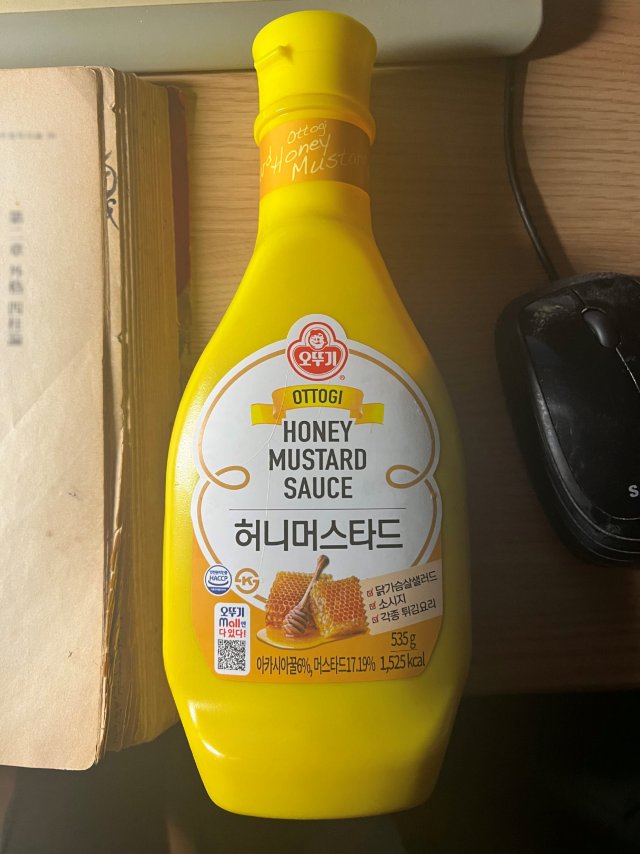 Ottogi
Honey
Mustard
오뚜기
OTTOGI
HONEY
MUSTARD
SAUCE
허니머스타드
HACCP
K
닭가슴살샐러드
소시지
각종 튀김요리
오뚜기
mall에
다 있다!
535 g
아카시아꿀6%, 머스타드17.19% 1,525 kcal
S